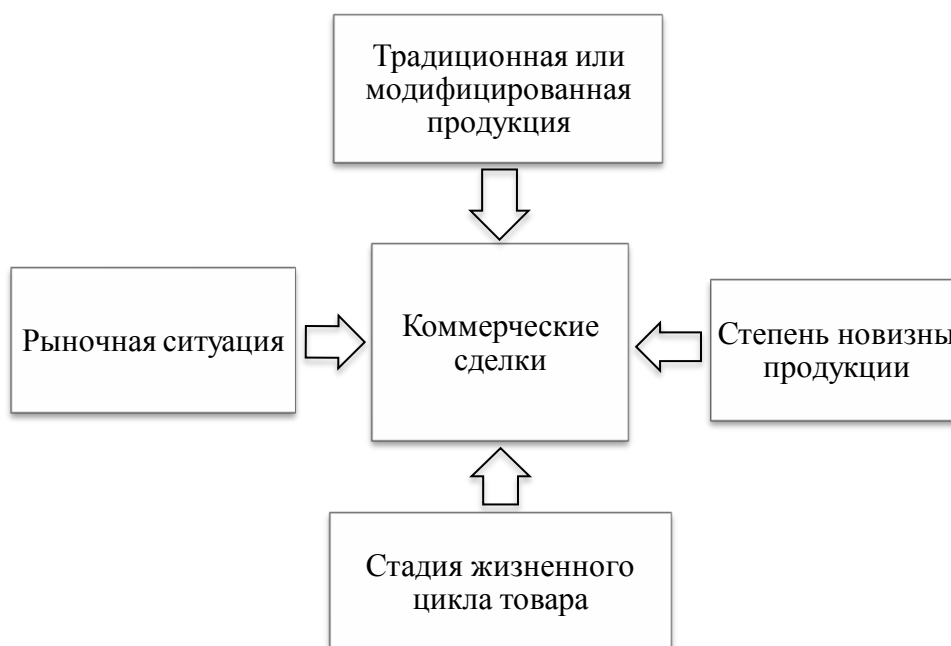 Традиционная или
модифицированная
продукция
Рыночная ситуация
Коммерческие
сделки
Степень новизны
продукции
Стадия жизненного
цикла товара